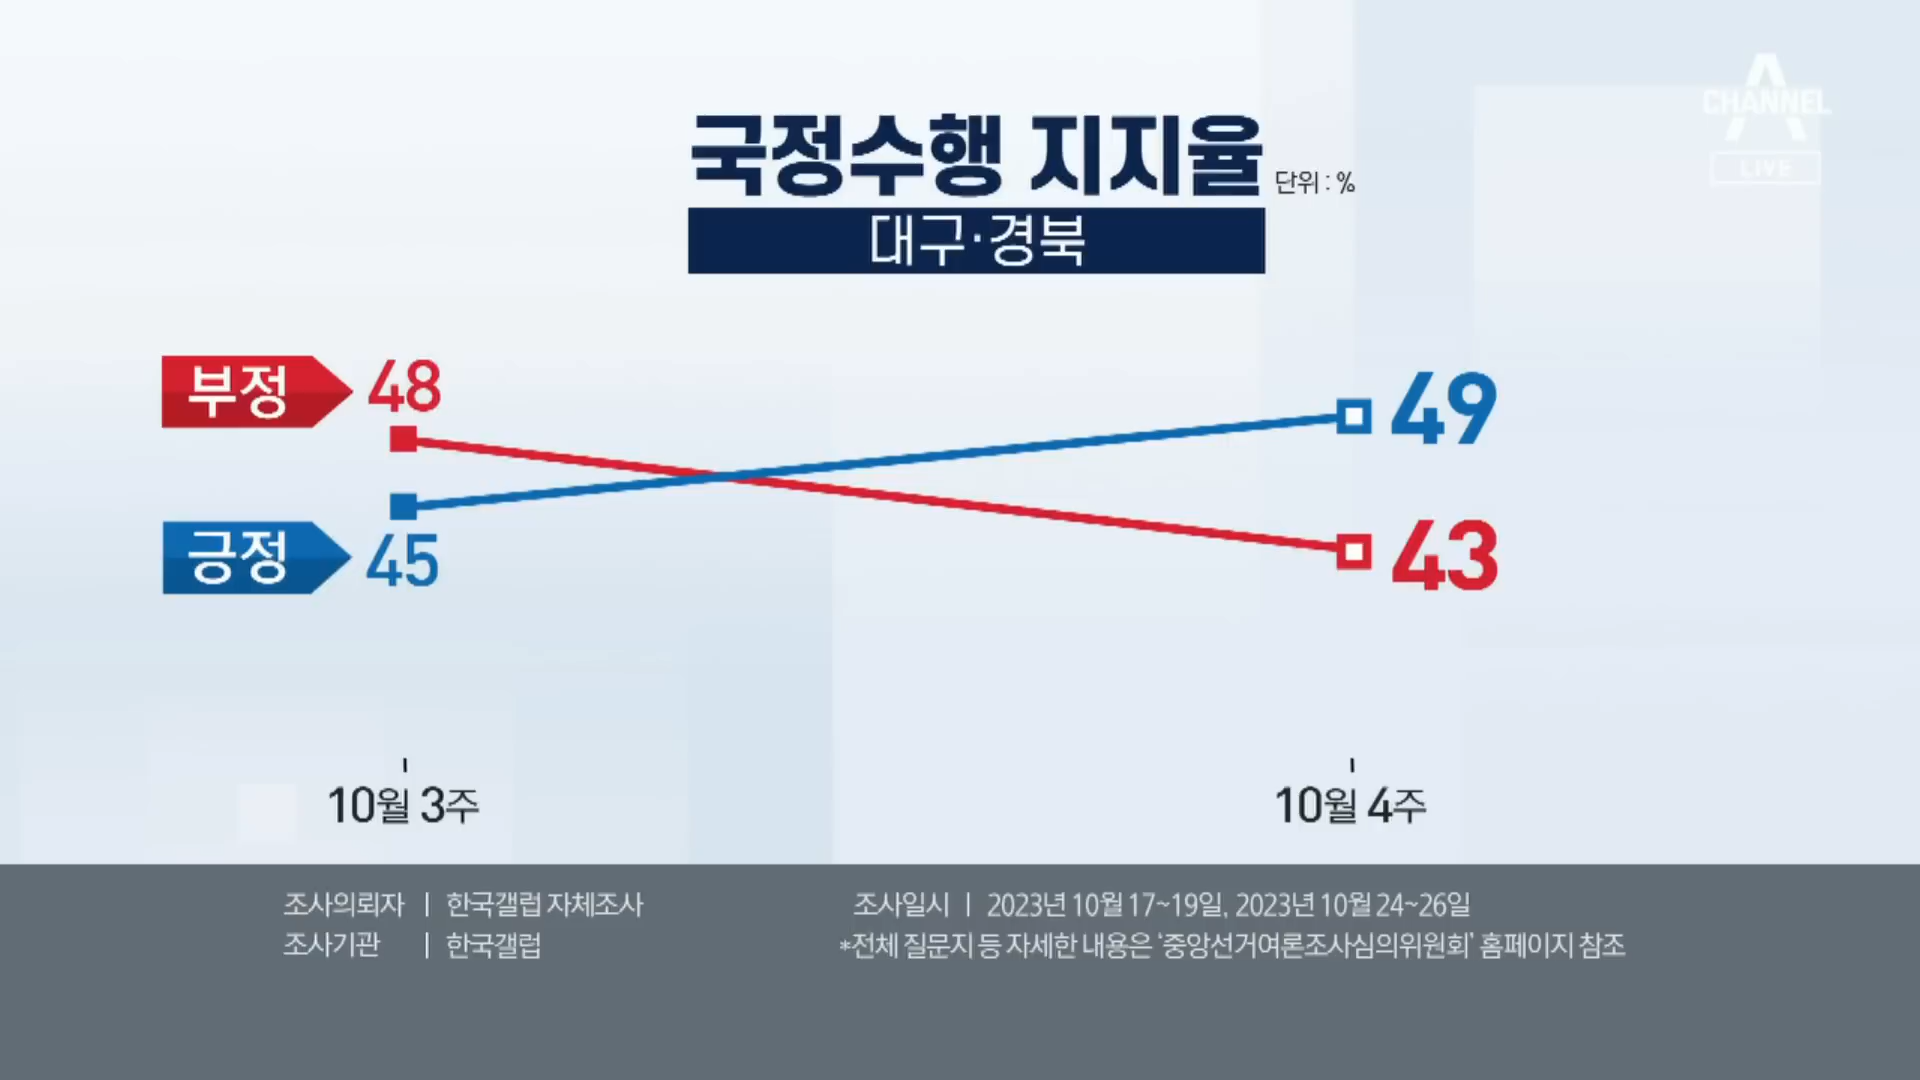 국정수행 지지율 단위 : %
대구·경북
CHANNEL A
LIVE
부정 48
긍정 45
49
43
10월 3주
10월 4주
조사의뢰자 | 한국갤럽 자체조사
조사기관 | 한국갤럽
조사일시 | 2023년 10월 17~19일, 2023년 10월 24~26일
*전체 질문지 등 자세한 내용은 ‘중앙선거여론조사심의위원회’ 홈페이지 참조